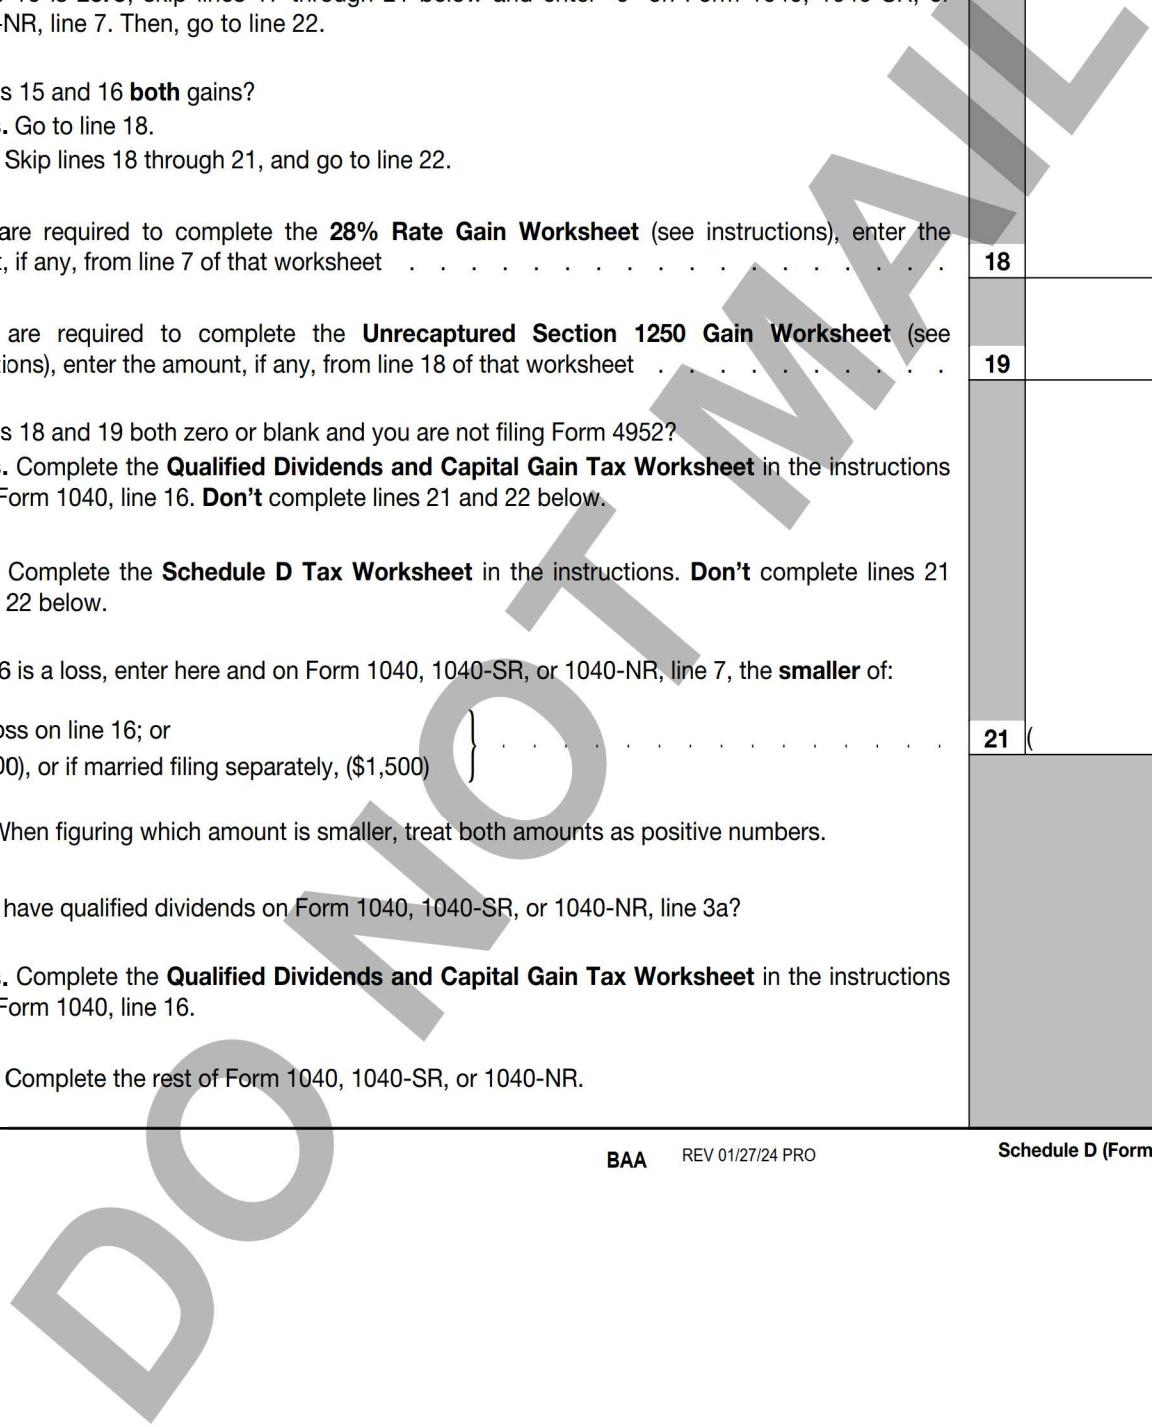 -NR, line 7. Then, go to line 22.
s 15 and 16 both gains?
. Go to line 18.
Skip lines 18 through 21, and go to line 22.
are required to complete the 28% Rate Gain Worksheet (see instructions), enter the
, if any, from line 7 of that worksheet . . . . . . . . . . . . . . . . . . 18
are required to complete the Unrecaptured Section 1250 Gain Worksheet (see
ions), enter the amount, if any, from line 18 of that worksheet . . . . . . . . . . 19
s 18 and 19 both zero or blank and you are not filing Form 4952?
. Complete the Qualified Dividends and Capital Gain Tax Worksheet in the instructions
Form 1040, line 16. Don't complete lines 21 and 22 below.
Complete the Schedule D Tax Worksheet in the instructions. Don't complete lines 21
22 below.
6 is a loss, enter here and on Form 1040, 1040-SR, or 1040-NR, line 7, the smaller of:
oss on line 16; or
00), or if married filing separately, ($1,500) } . . . . . . . . . . . . . . . 21 (
When figuring which amount is smaller, treat both amounts as positive numbers.
have qualified dividends on Form 1040, 1040-SR, or 1040-NR, line 3a?
. Complete the Qualified Dividends and Capital Gain Tax Worksheet in the instructions
Form 1040, line 16.
Complete the rest of Form 1040, 1040-SR, or 1040-NR.
BAA REV 01/27/24 PRO Schedule D (Form
DO NOT MAIL